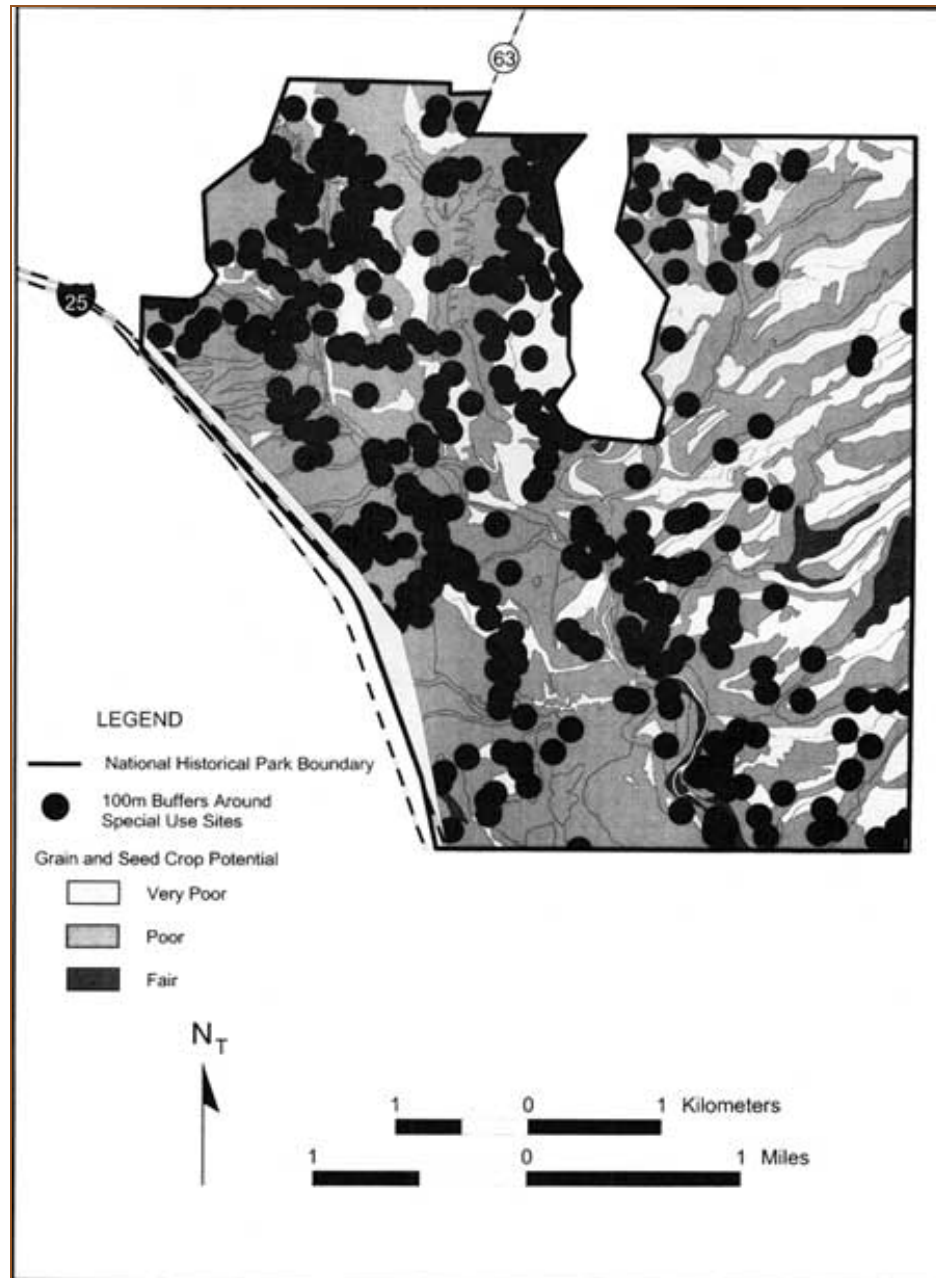 63
25
LEGEND
National Historical Park Boundary
100m Buffers Around
Special Use Sites
Grain and Seed Crop Potential
Very Poor
Poor
Fair
N T
1 0 1 Kilometers
1 0 1 Miles